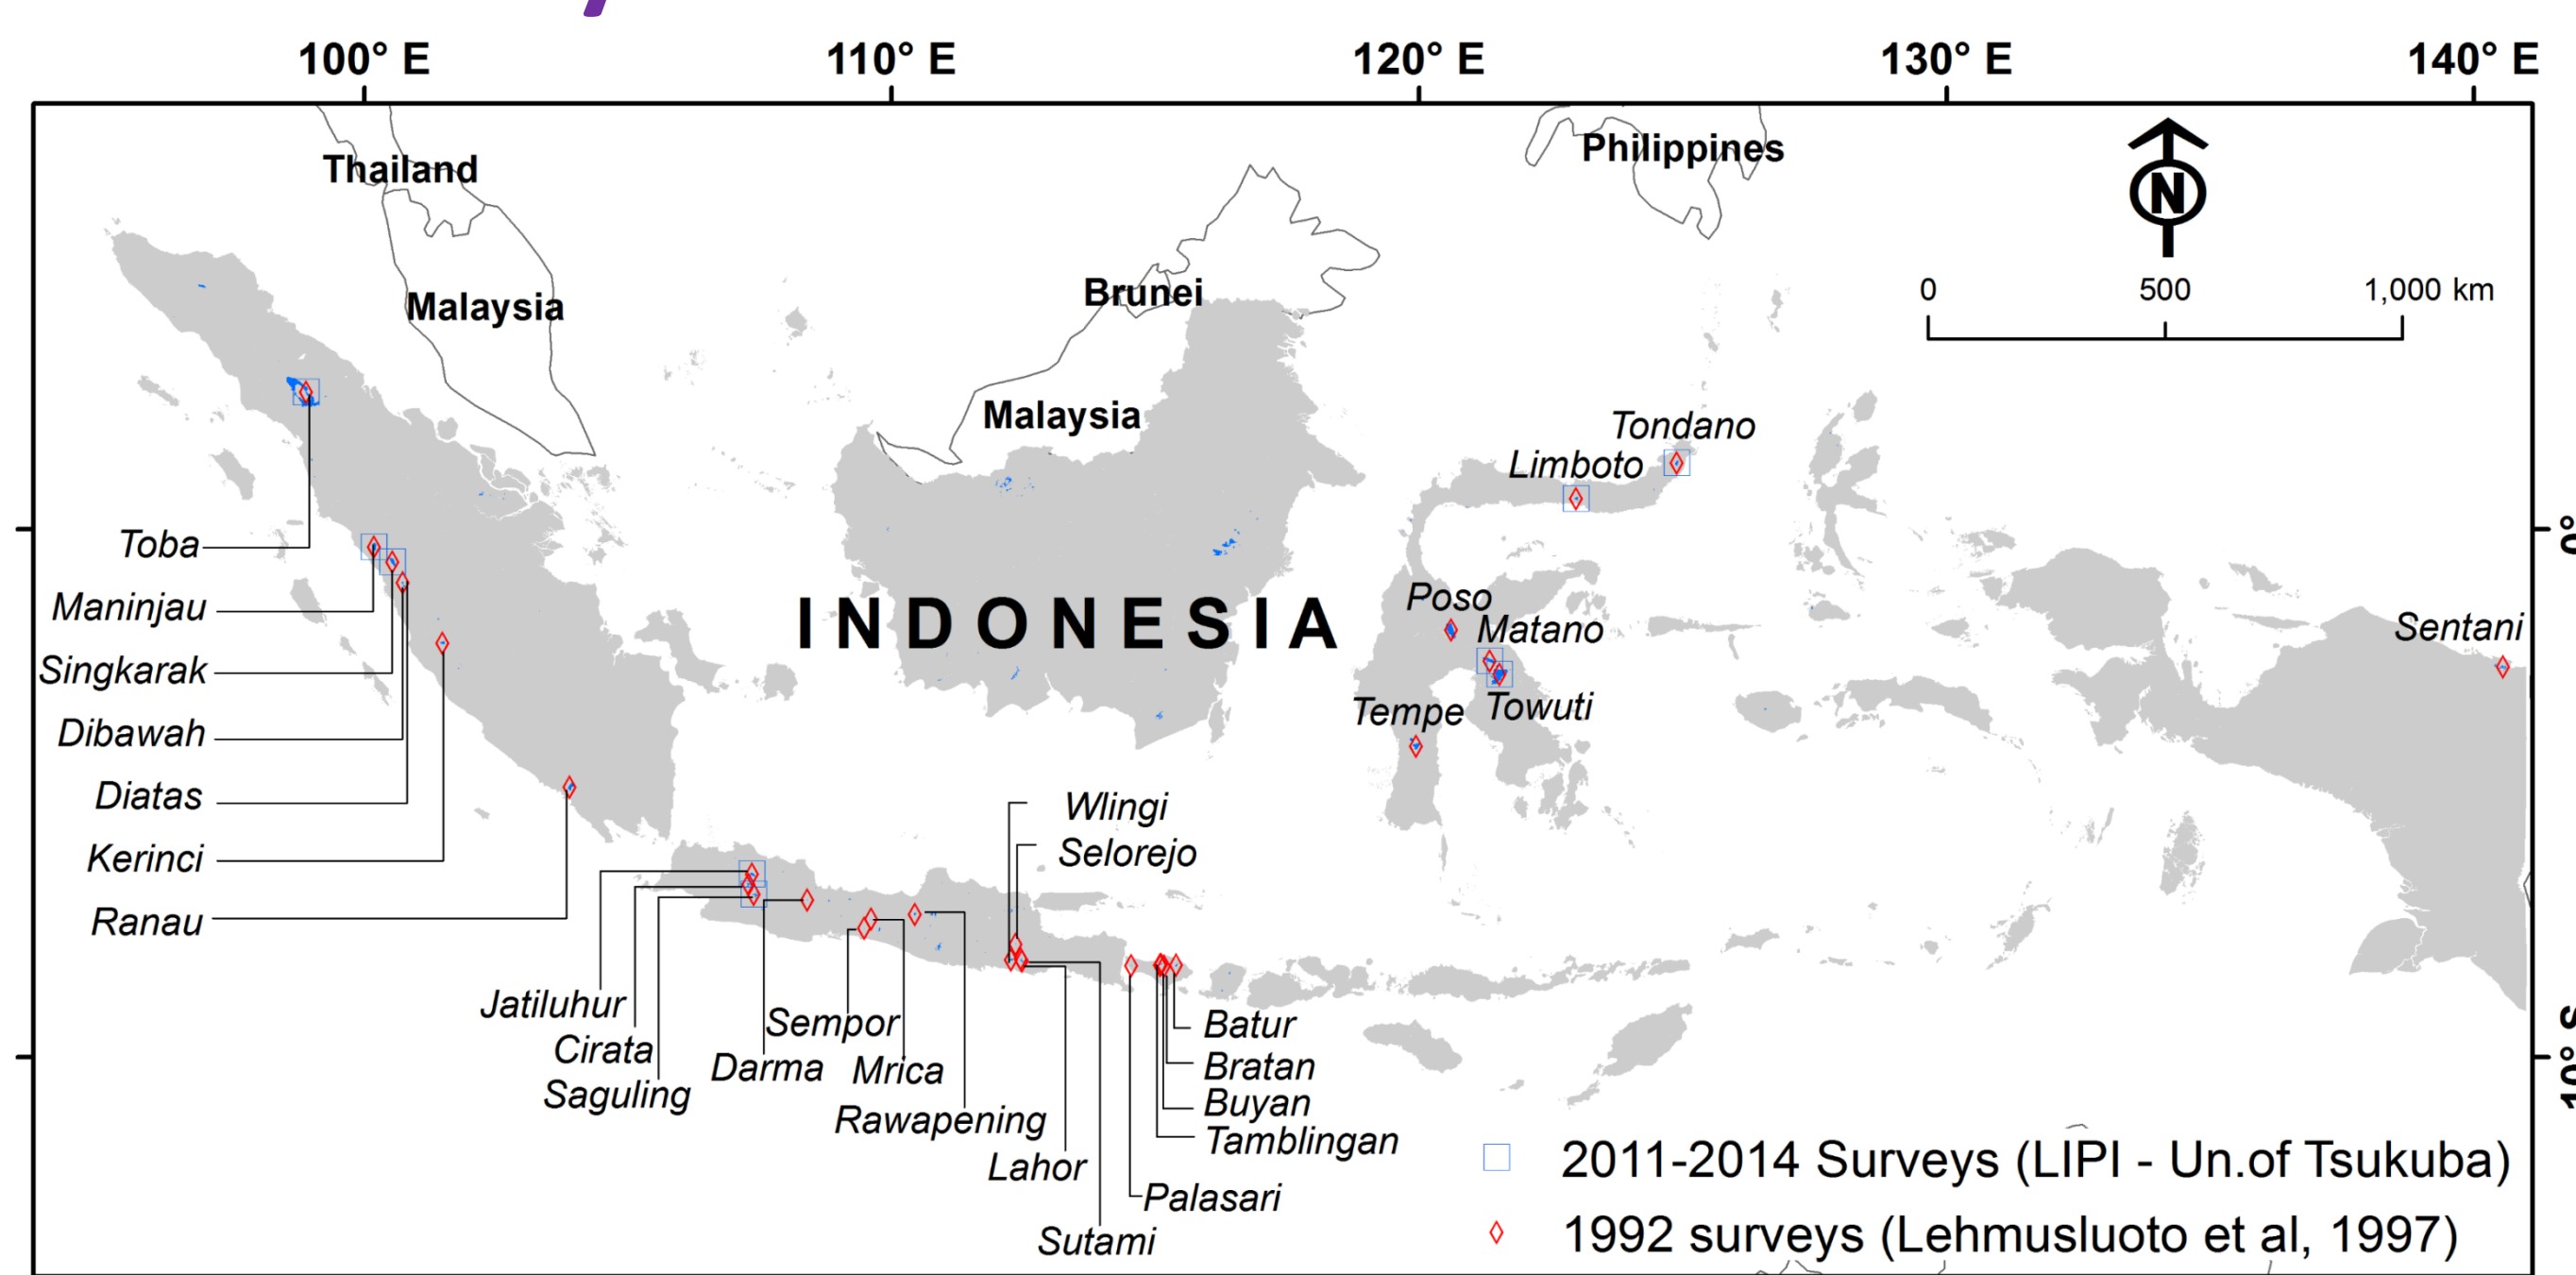 100° E
110° E
120° E
130° E
140° E
Thailand
Philippines
N
Malaysia
Brunei
0 500 1,000 km
Malaysia
Tondano
Limboto
0°
Toba
Maninjau
Singkarak
Dibawah
Diatas
Kerinci
Ranau
INDONESIA
Poso
Matano
Sentani
Tempe
Towuti
Wlingi
Selorejo
Jatiluhur
Cirata
Saguling
Darma
Sempor
Mrica
Rawapening
Lahor
Sutami
Batur
Bratan
Buyan
Tamblingan
Palasari
2011-2014 Surveys (LIPI - Un.of Tsukuba)
1992 surveys (Lehmusluoto et al, 1997)